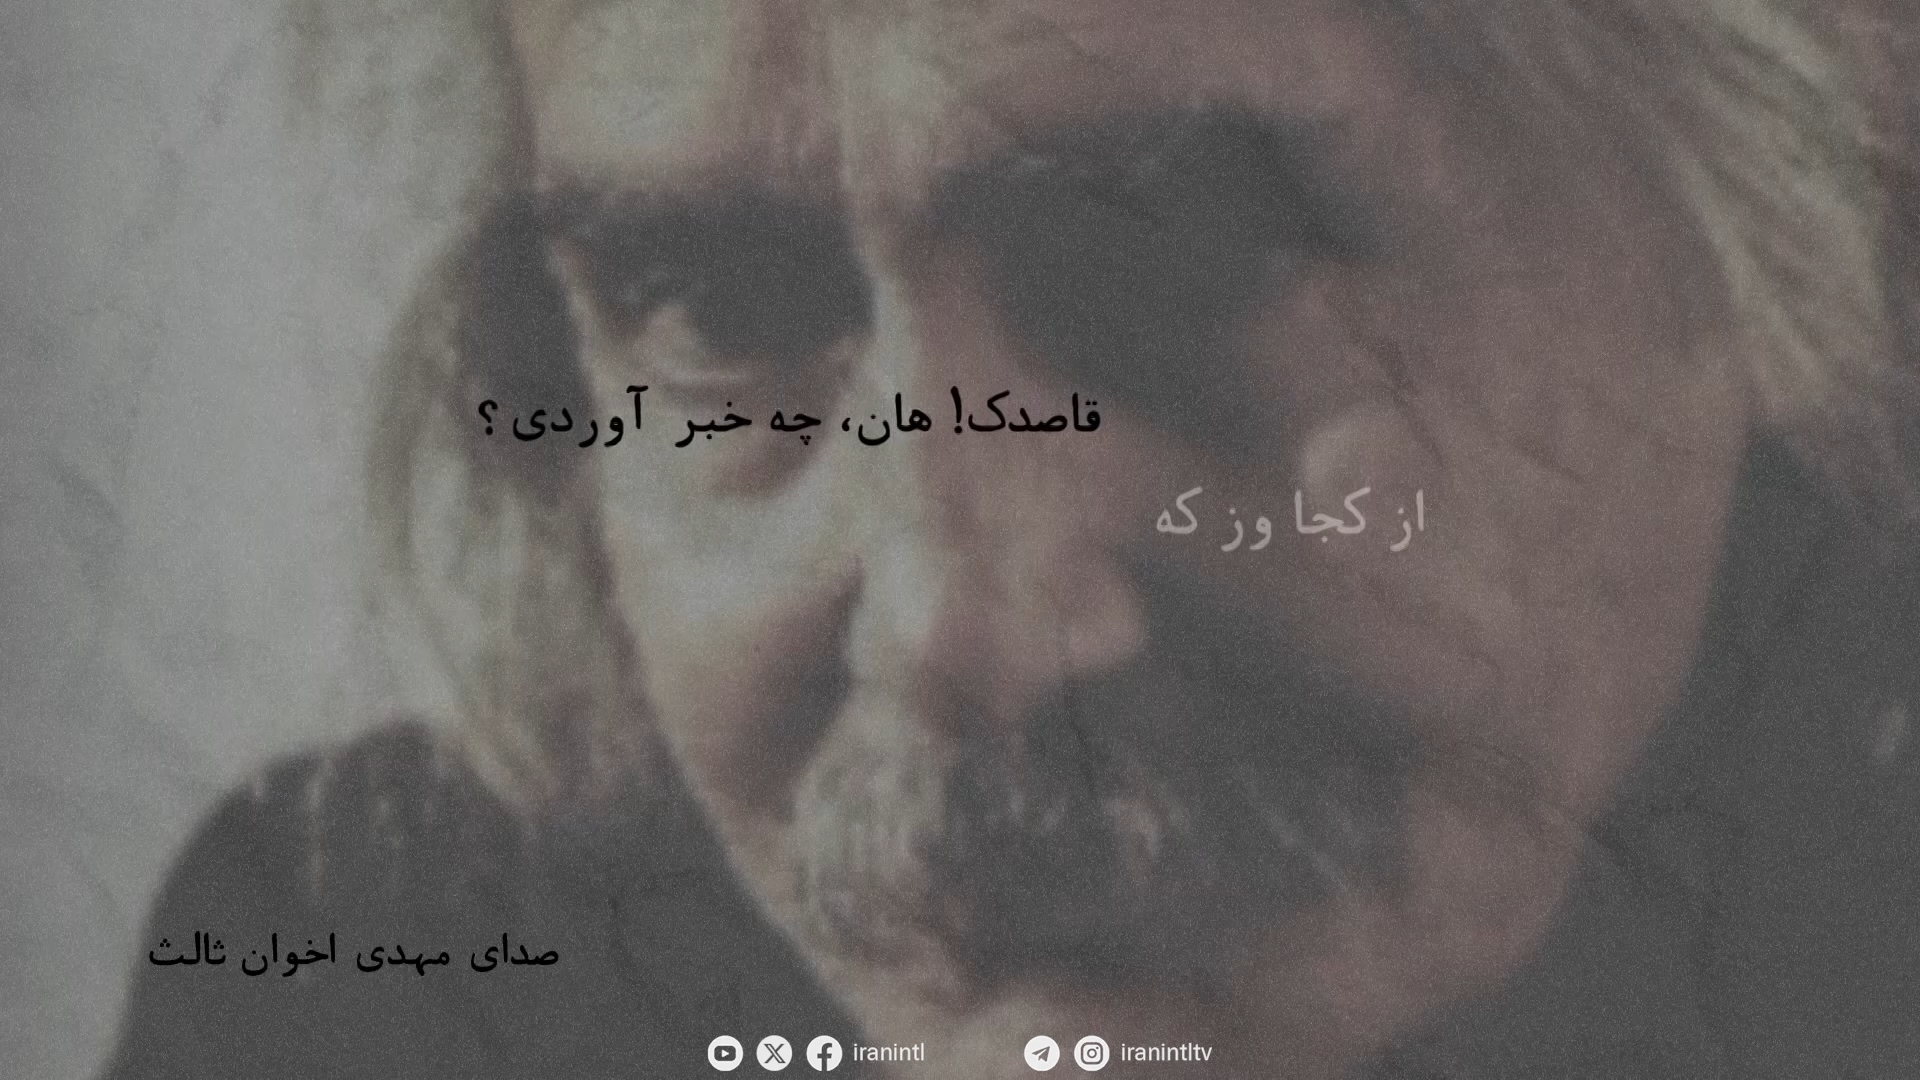 قاصدک! هان، چه خبر آوردی ؟
از کجا وز که
صدای مهدی اخوان ثالث
iranintl
iranintltv